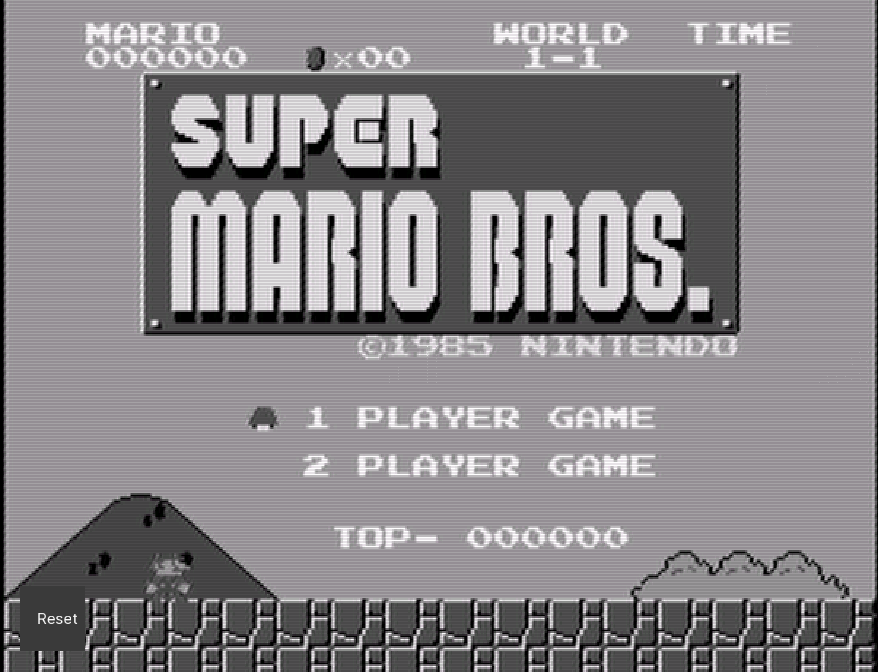 MARIO WORLD TIME
000000 ×00 1-1
SUPER
MARIO BROS.
©1985 NINTENDO
1 PLAYER GAME
2 PLAYER GAME
TOP- 000000
Reset